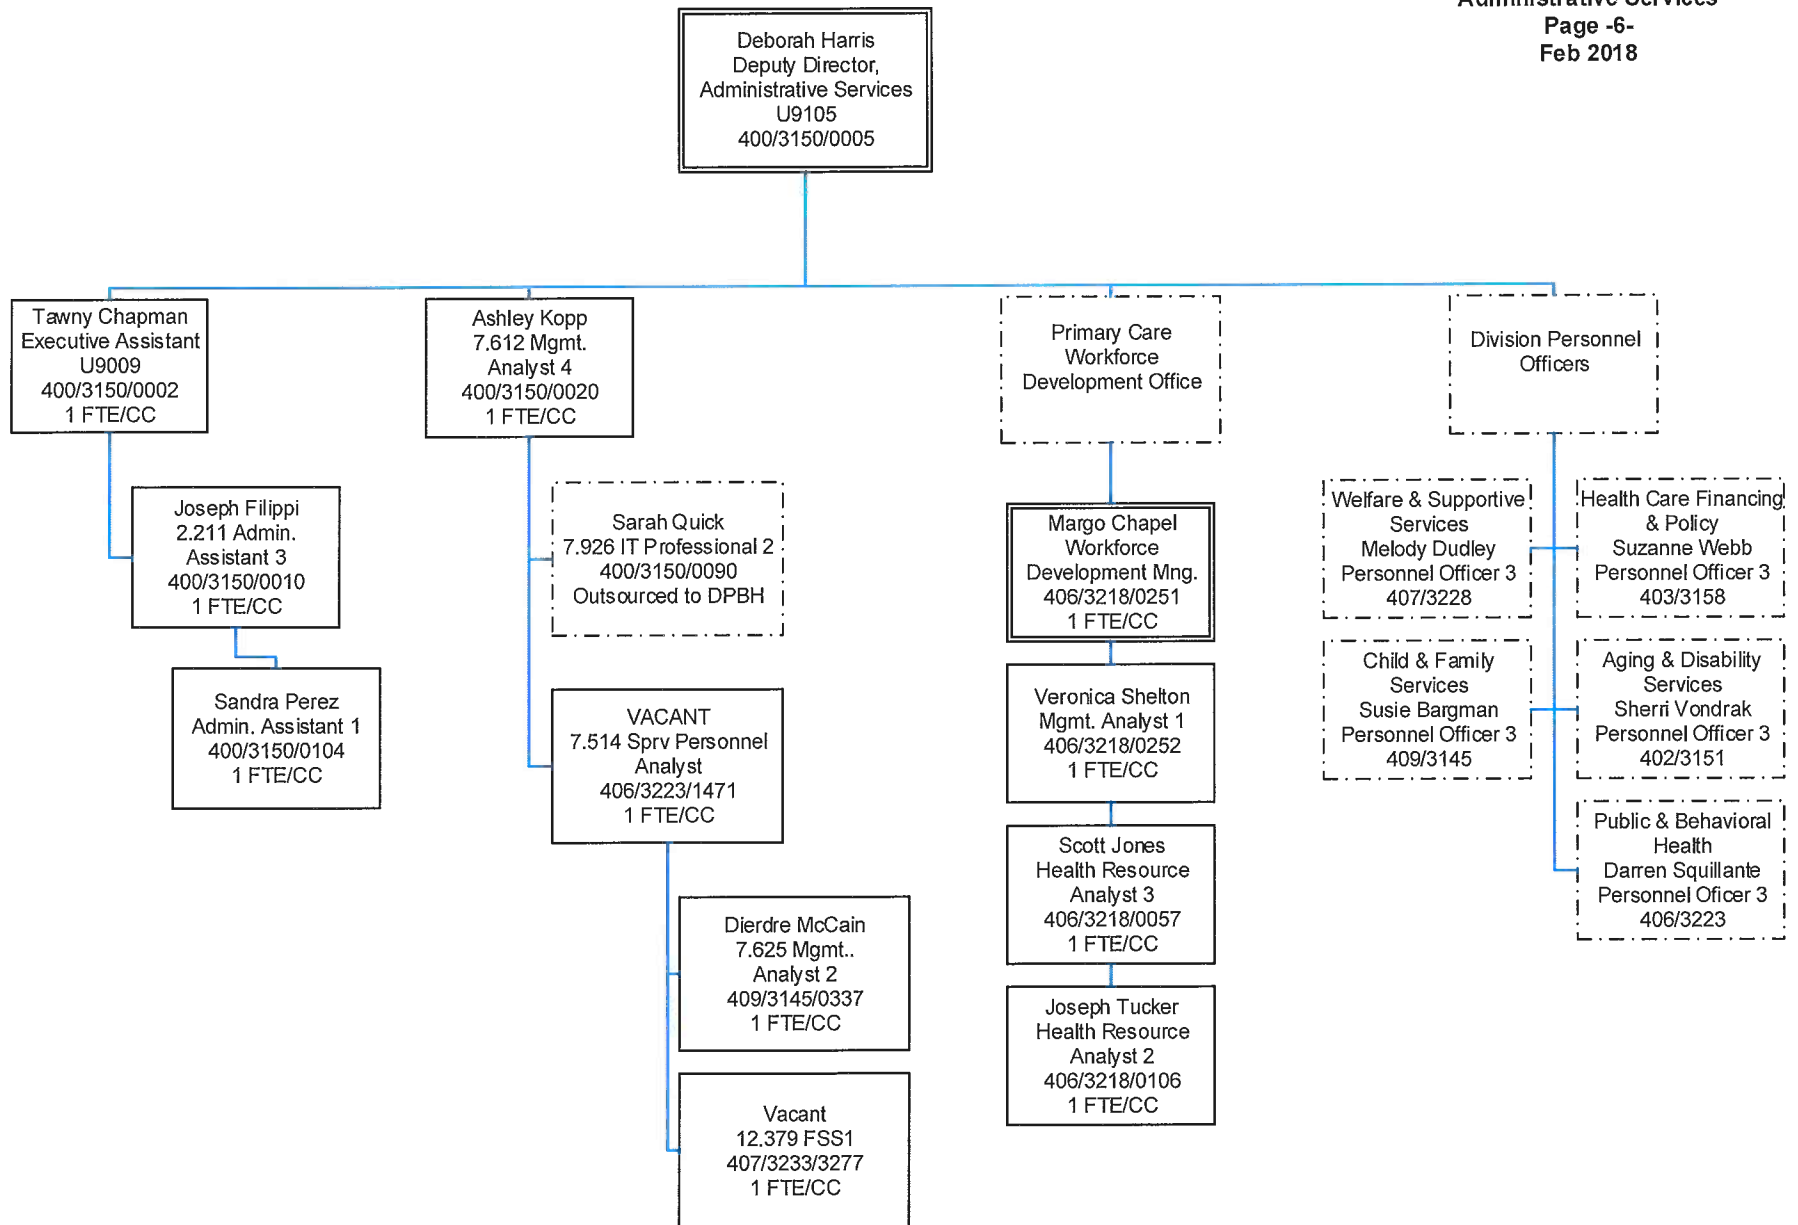 Administrative Services
Page -6-
Feb 2018
Deborah Harris
Deputy Director,
Administrative Services
U9105
400/3150/0005
Tawny Chapman
Executive Assistant
U9009
400/3150/0002
1 FTE/CC
Ashley Kopp
7.612 Mgmt.
Analyst 4
400/3150/0020
1 FTE/CC
Primary Care
Workforce
Development Office
Division Personnel
Officers
Joseph Filippi
2.211 Admin.
Assistant 3
400/3150/0010
1 FTE/CC
Sandra Perez
Admin. Assistant 1
400/3150/0104
1 FTE/CC
Sarah Quick
7.926 IT Professional 2
400/3150/0090
Outsourced to DPBH
VACANT
7.514 Sprv Personnel
Analyst
406/3223/1471
1 FTE/CC
Dierdre McCain
7.625 Mgmt..
Analyst 2
409/3145/0337
1 FTE/CC
Vacant
12.379 FSS1
407/3233/3277
1 FTE/CC
Margo Chapel
Workforce
Development Mng.
406/3218/0251
1 FTE/CC
Veronica Shelton
Mgmt. Analyst 1
406/3218/0252
1 FTE/CC
Scott Jones
Health Resource
Analyst 3
406/3218/0057
1 FTE/CC
Joseph Tucker
Health Resource
Analyst 2
406/3218/0106
1 FTE/CC
Welfare & Supportive
Services
Melody Dudley
Personnel Officer 3
407/3228
Health Care Financing
& Policy
Suzanne Webb
Personnel Officer 3
403/3158
Child & Family
Services
Susie Bargman
Personnel Officer 3
409/3145
Aging & Disability
Services
Sherri Vondrak
Personnel Officer 3
402/3151
Public & Behavioral
Health
Darren Squillante
Personnel Oficer 3
406/3223